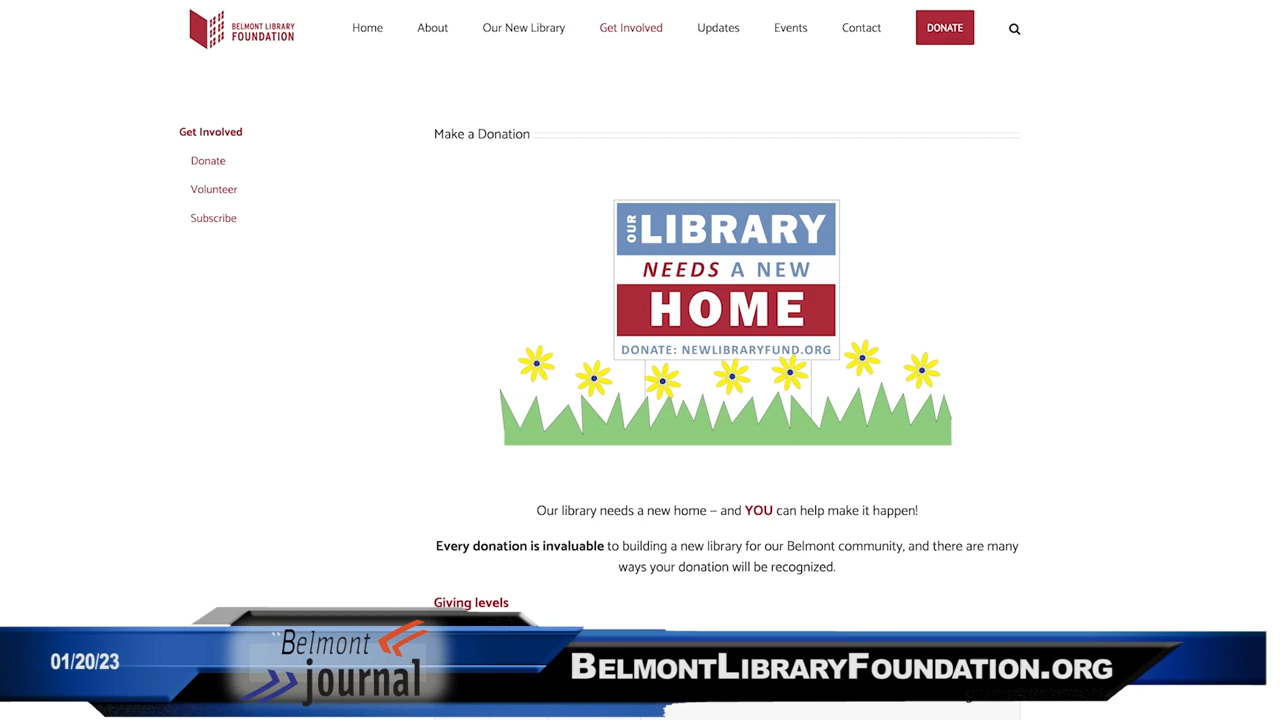 BELMONT LIBRARY
FOUNDATION
Home About Our New Library Get Involved Updates Events Contact DONATE
Get Involved
Donate
Volunteer
Subscribe
Make a Donation
OUR LIBRARY
NEEDS A NEW
HOME
DONATE: NEWLIBRARYFUND.ORG
Our library needs a new home – and YOU can help make it happen!
Every donation is invaluable to building a new library for our Belmont community, and there are many
ways your donation will be recognized.
Giving levels
01/20/23
Belmont
journal
BELMONTLIBRARYFOUNDATION.ORG